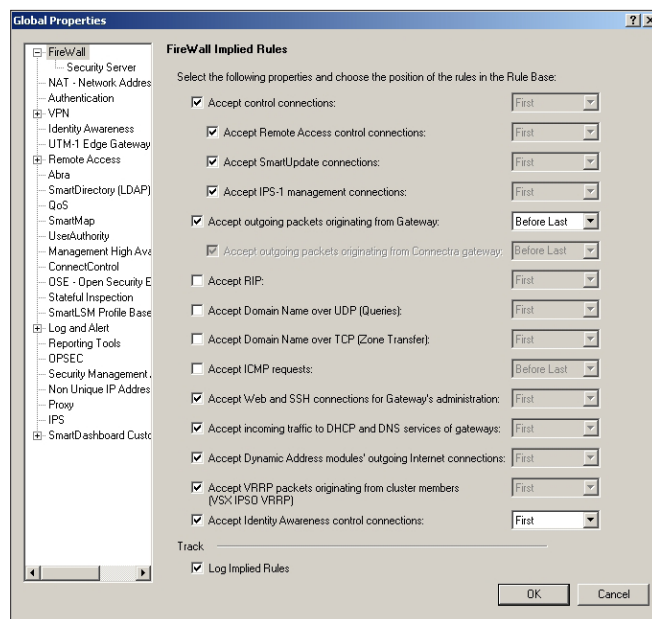 Global Properties
FireWall
Security Server
NAT - Network Addres
Authentication
VPN
Identity Awareness
UTM-1 Edge Gateway
Remote Access
Abra
SmartDirectory (LDAP)
QoS
SmartMap
UserAuthority
Management High Ava
ConnectControl
OSE - Open Security E
Stateful Inspection
SmartLSM Profile Base
Log and Alert
Reporting Tools
OPSEC
Security Management
Non Unique IP Addres
Proxy
IPS
SmartDashboard Custo
FireWall Implied Rules
Select the following properties and choose the position of the rules in the Rule Base:
Accept control connections: First
Accept Remote Access control connections: First
Accept SmartUpdate connections: First
Accept IPS-1 management connections: First
Accept outgoing packets originating from Gateway: Before Last
Accept outgoing packets originating from Connectra gateway: Before Last
Accept RIP: First
Accept Domain Name over UDP (Queries): First
Accept Domain Name over TCP (Zone Transfer): First
Accept ICMP requests: Before Last
Accept Web and SSH connections for Gateway's administration: First
Accept incoming traffic to DHCP and DNS services of gateways: First
Accept Dynamic Address modules' outgoing Internet connections: First
Accept VRRP packets originating from cluster members First
(VSX IPSO VRRP)
Accept Identity Awareness control connections: First
Track
Log Implied Rules
OK Cancel